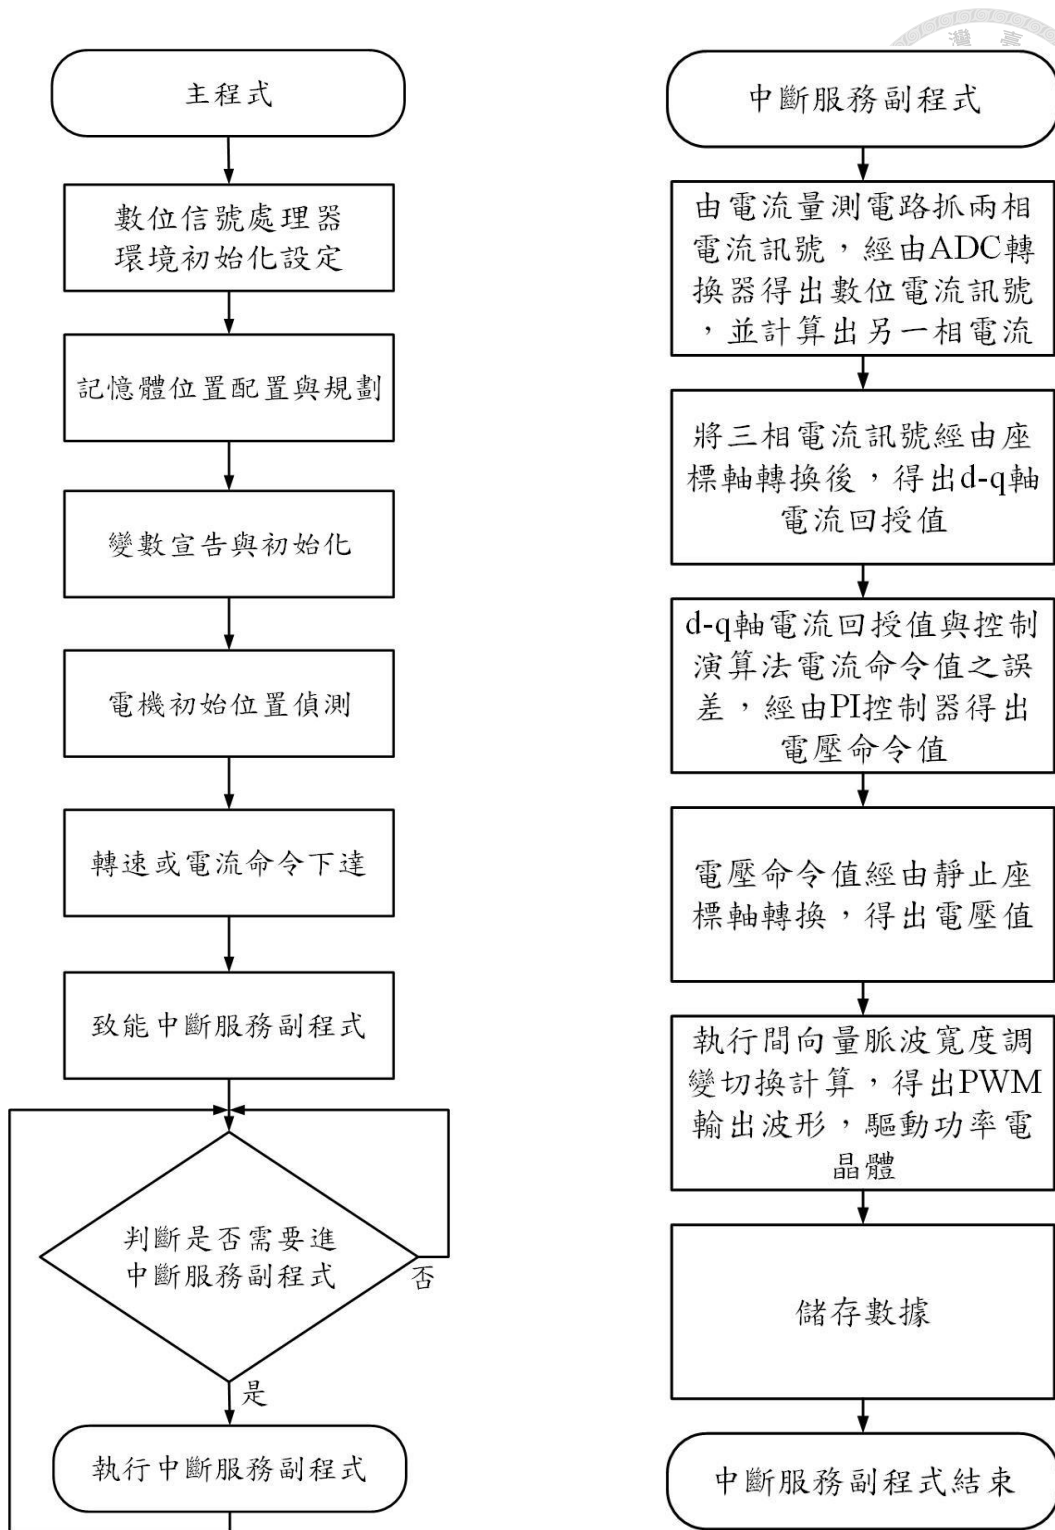 主程式
數位信號處理器
環境初始化設定
記憶體位置配置與規劃
變數宣告與初始化
電機初始位置偵測
轉速或電流命令下達
致能中斷服務副程式
判斷是否需要進
中斷服務副程式
否
是
執行中斷服務副程式
灣臺
中斷服務副程式
由電流量測電路抓兩相
電流訊號，經由ADC轉
換器得出數位電流訊號
，並計算出另一相電流
將三相電流訊號經由座
標軸轉換後，得出d-q軸
電流回授值
d-q軸電流回授值與控制
演算法電流命令值之誤
差，經由PI控制器得出
電壓命令值
電壓命令值經由靜止座
標軸轉換，得出電壓值
執行間向量脈波寬度調
變切換計算，得出PWM
輸出波形，驅動功率電
晶體
儲存數據
中斷服務副程式結束